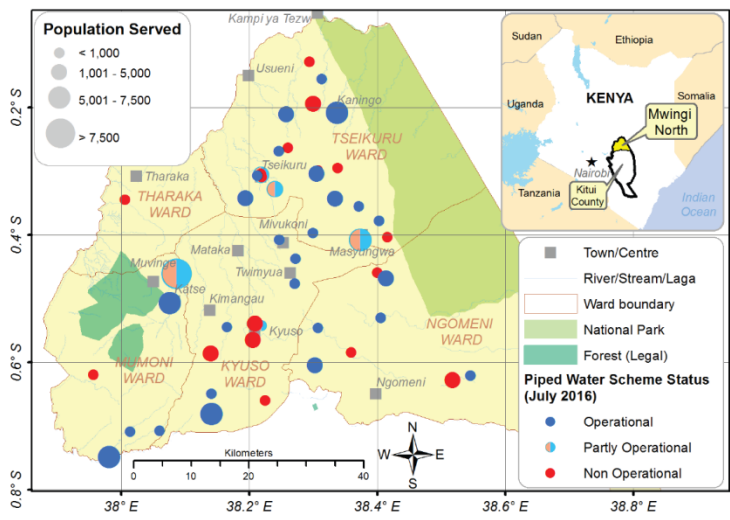 Population Served
< 1,000
1,001 - 5,000
5,001 - 7,500
> 7,500
Kampi ya Tezw
Usueni
Kaningo
TSEIKURU
WARD
Tseikuru
Tharaka
THARAKA
WARD
Mivukoni
Mataka
Masyungwa
Muvinge
Twimyua
Katse
Kimangau
Kyuso
NGOMENI
WARD
MUMONI
WARD
KYUSO
WARD
Ngomeni
Sudan
Ethiopia
Uganda
KENYA
Somalia
Mwingi
North
Nairobi
Kitui
County
Tanzania
Indian
Ocean
Town/Centre
River/Stream/Laga
Ward boundary
National Park
Forest (Legal)
Piped Water Scheme Status
(July 2016)
Operational
Partly Operational
Non Operational
Kilometers
0 10 20 40
N
W E
S
0.2°S
0.4°S
0.6°S
0.8°S
38°E 38.2°E 38.4°E 38.6°E 38.8°E